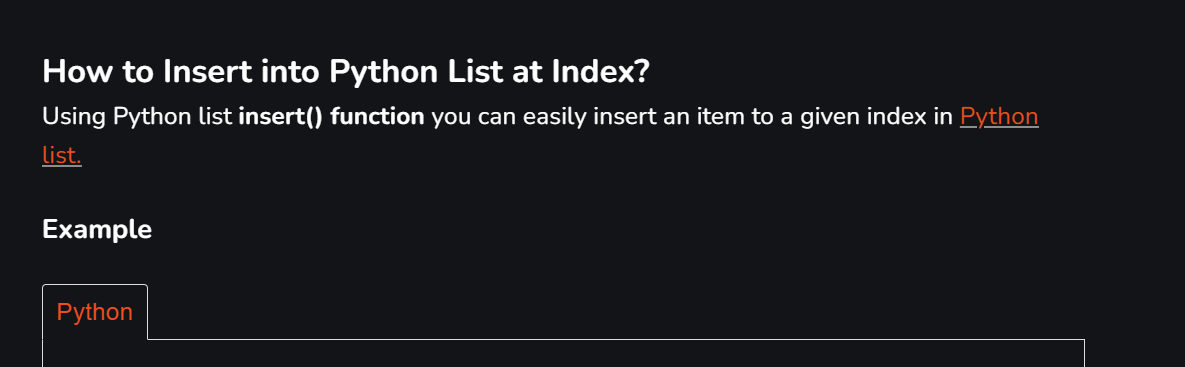 How to Insert into Python List at Index?
Using Python list insert() function you can easily insert an item to a given index in Python
list.
Example
Python